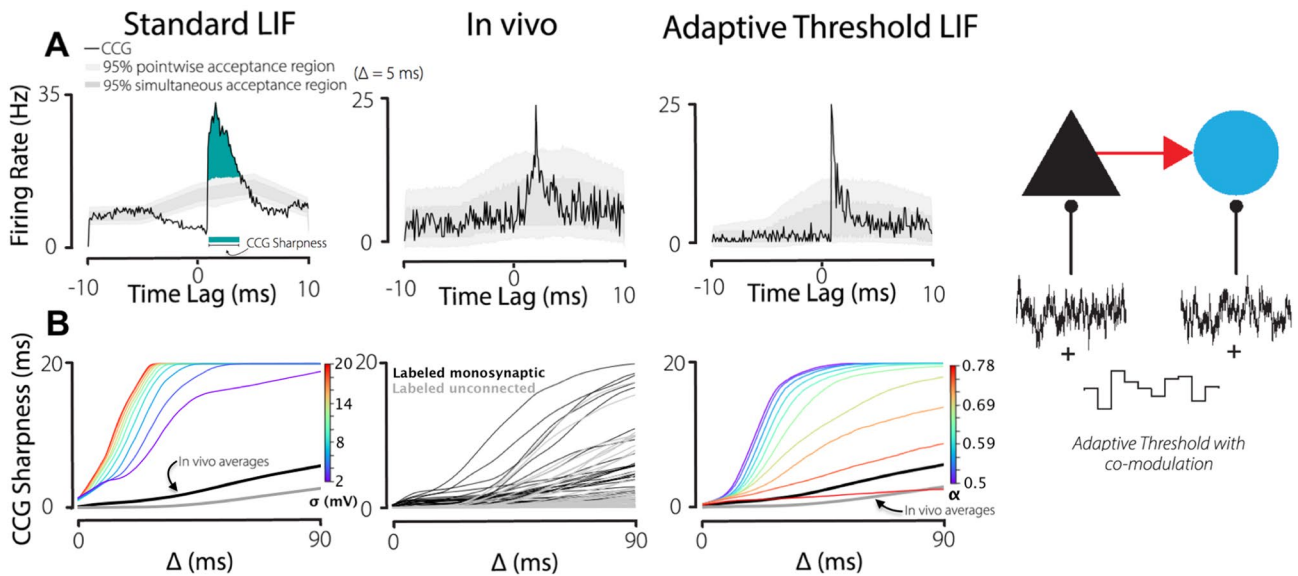 Standard LIF
In vivo
Adaptive Threshold LIF
A
CCG
95% pointwise acceptance region
95% simultaneous acceptance region
(Δ = 5 ms)
Firing Rate (Hz)
35
0
CCG Sharpness
-10
0
10
Time Lag (ms)
25
0
-10
0
10
Time Lag (ms)
25
0
-10
0
10
Time Lag (ms)
B
CCG Sharpness (ms)
20
0
In vivo averages
20
14
8
2
σ (mV)
0
90
Δ (ms)
20
0
Labeled monosynaptic
Labeled unconnected
0
90
Δ (ms)
20
0
0.78
0.69
0.59
0.5
α
In vivo averages
0
90
Δ (ms)
+
+
Adaptive Threshold with
co-modulation